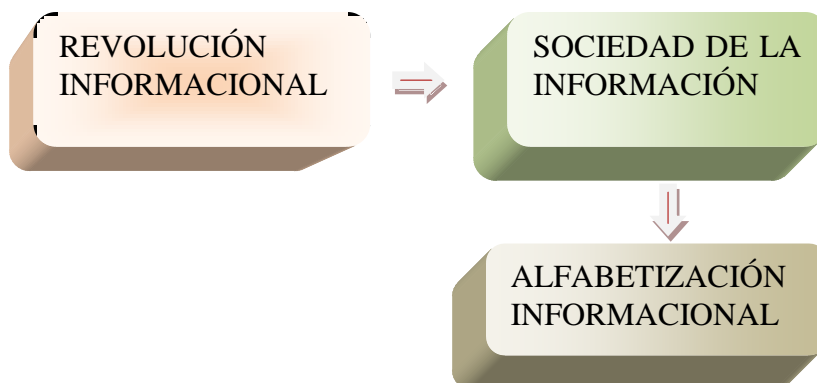 REVOLUCIÓN
INFORMACIONAL
SOCIEDAD DE LA
INFORMACIÓN
ALFABETIZACIÓN
INFORMACIONAL